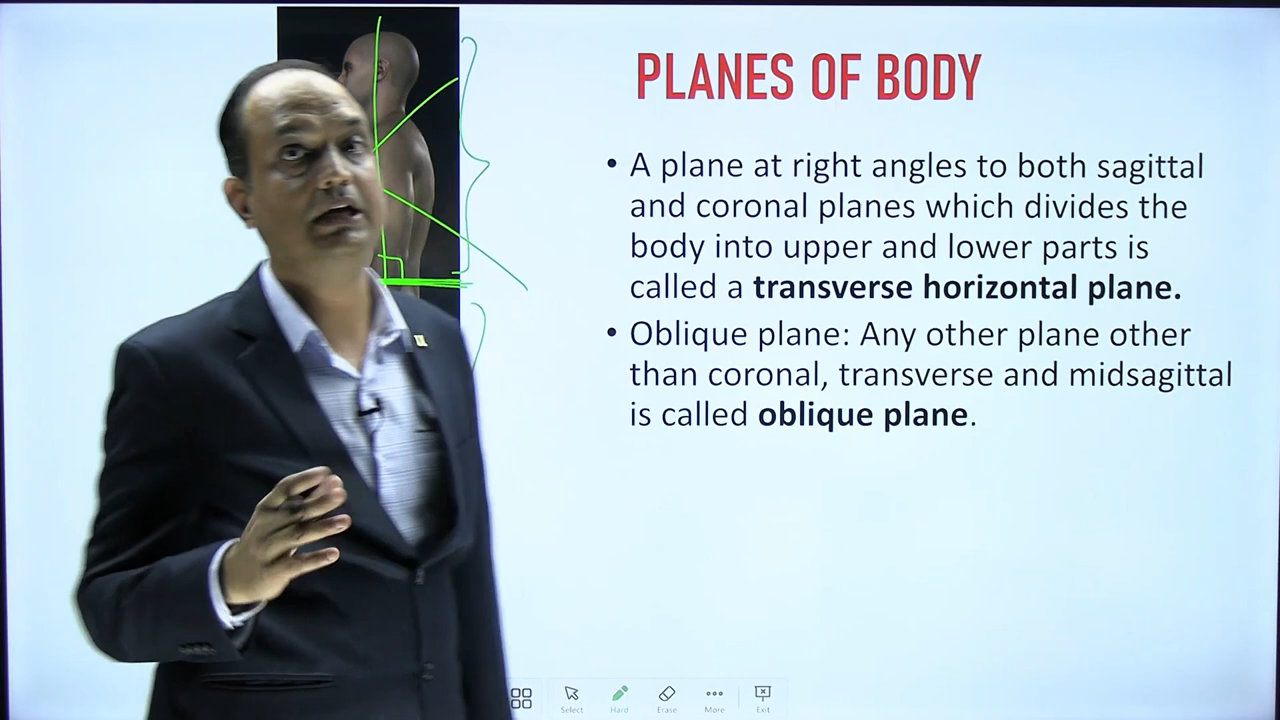 PLANES OF BODY
• A plane at right angles to both sagittal
and coronal planes which divides the
body into upper and lower parts is
called a transverse horizontal plane.
• Oblique plane: Any other plane other
than coronal, transverse and midsagittal
is called oblique plane.
Select Hard Erase More Exit